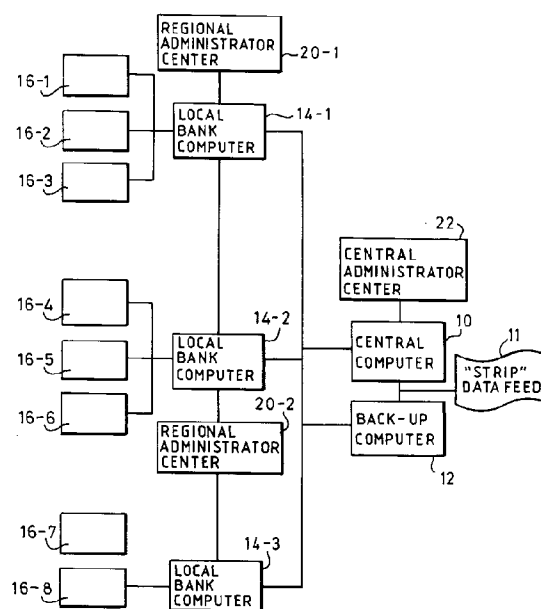 REGIONAL
ADMINISTRATOR
CENTER
20-1
16-1
16-2
16-3
LOCAL
BANK
COMPUTER
14-1
22
CENTRAL
ADMINISTRATOR
CENTER
16-4
16-5
16-6
LOCAL
BANK
COMPUTER
14-2
10
CENTRAL
COMPUTER
11
"STRIP"
DATA FEED
BACK-UP
COMPUTER
12
20-2
REGIONAL
ADMINISTRATOR
CENTER
16-7
16-8
14-3
LOCAL
BANK
COMPUTER